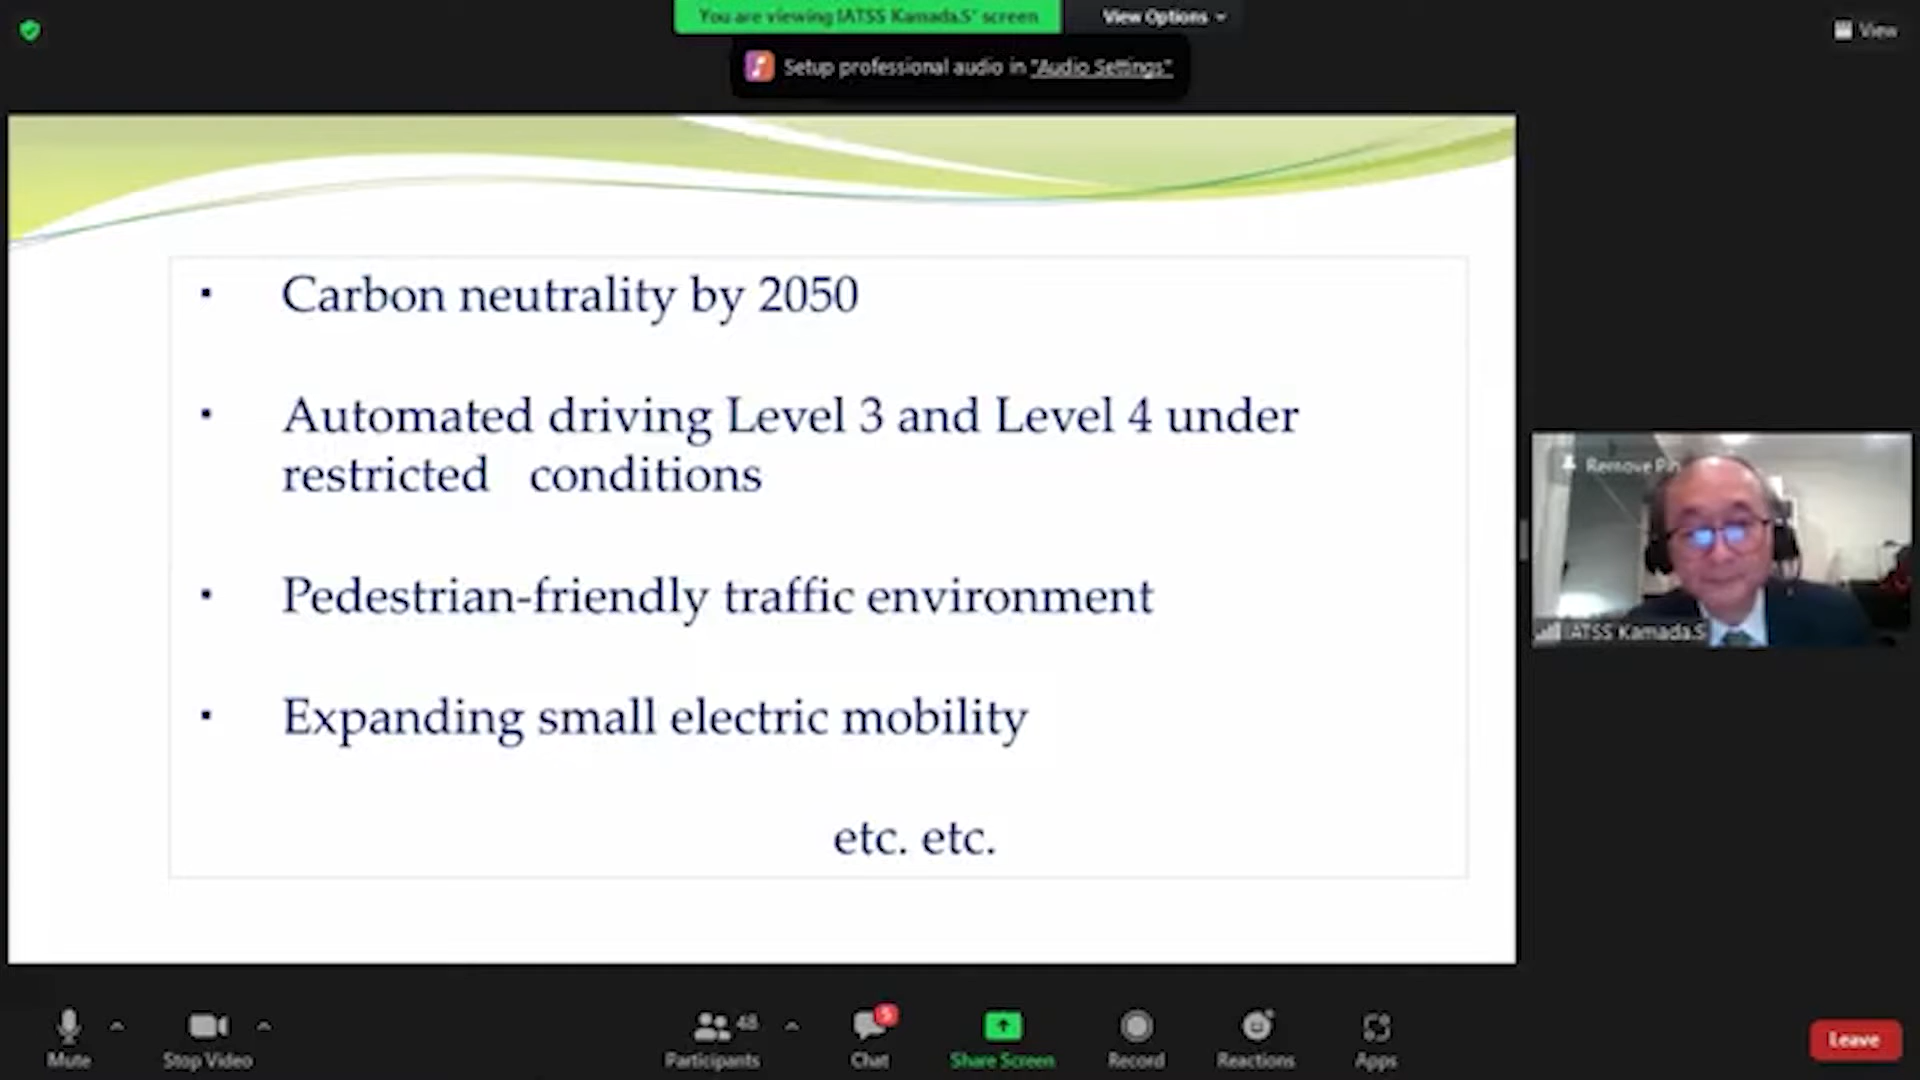 You are viewing IATSS Kamada.S' screen
View Options
View
Setup professional audio in "Audio Settings"
▪ Carbon neutrality by 2050
▪ Automated driving Level 3 and Level 4 under
restricted conditions
▪ Pedestrian-friendly traffic environment
▪ Expanding small electric mobility
etc. etc.
Remove Pin
IATSS Kamada.S
Mute
Stop Video
48
Participants
5
Chat
Share Screen
Record
Reactions
Apps
Leave